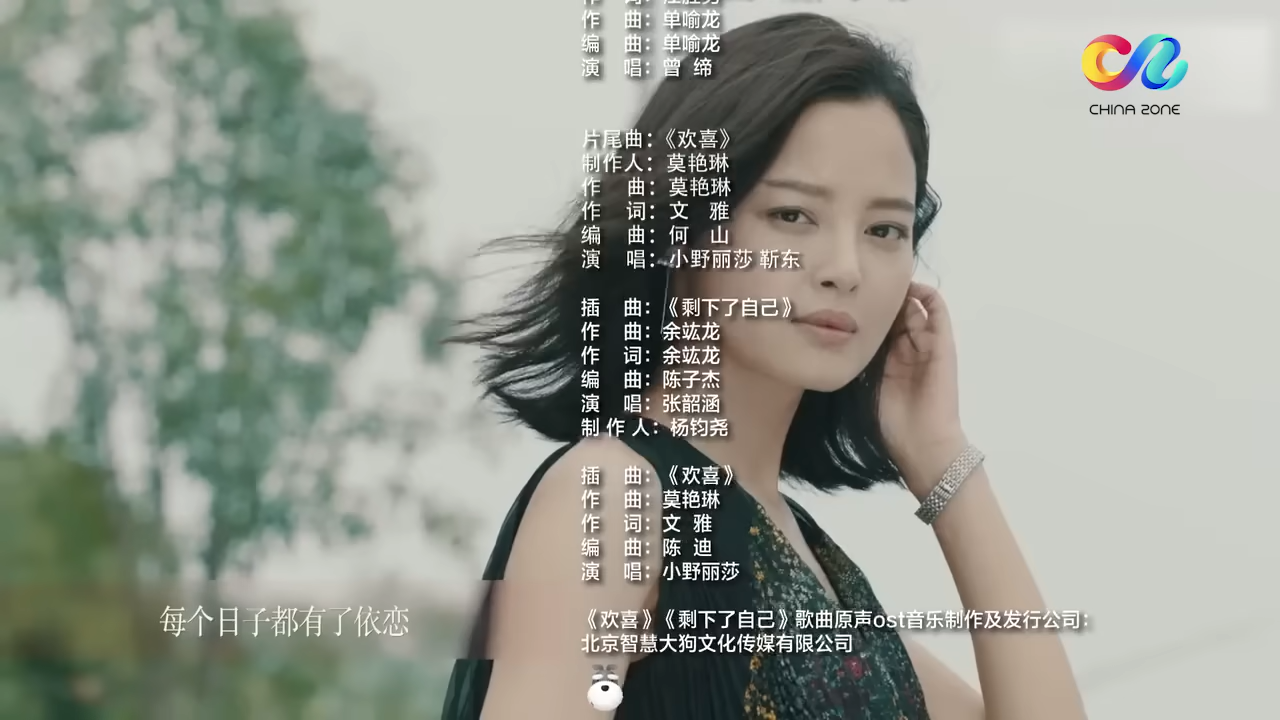 作 曲：单喻龙
编 曲：单喻龙
演 唱：曾 缔
CHINA ZONE
片尾曲：《欢喜》
制作人：莫艳琳
作 曲：莫艳琳
作 词：文 雅
编 曲：何 山
演 唱：小野丽莎 靳东
插 曲：《剩下了自己》
作 曲：余竑龙
作 词：余竑龙
编 曲：陈子杰
演 唱：张韶涵
制 作 人：杨钧尧
插 曲：《欢喜》
作 曲：莫艳琳
作 词：文 雅
编 曲：陈 迪
演 唱：小野丽莎
《欢喜》《剩下了自己》歌曲原声ost音乐制作及发行公司：
北京智慧大狗文化传媒有限公司
每个日子都有了依恋